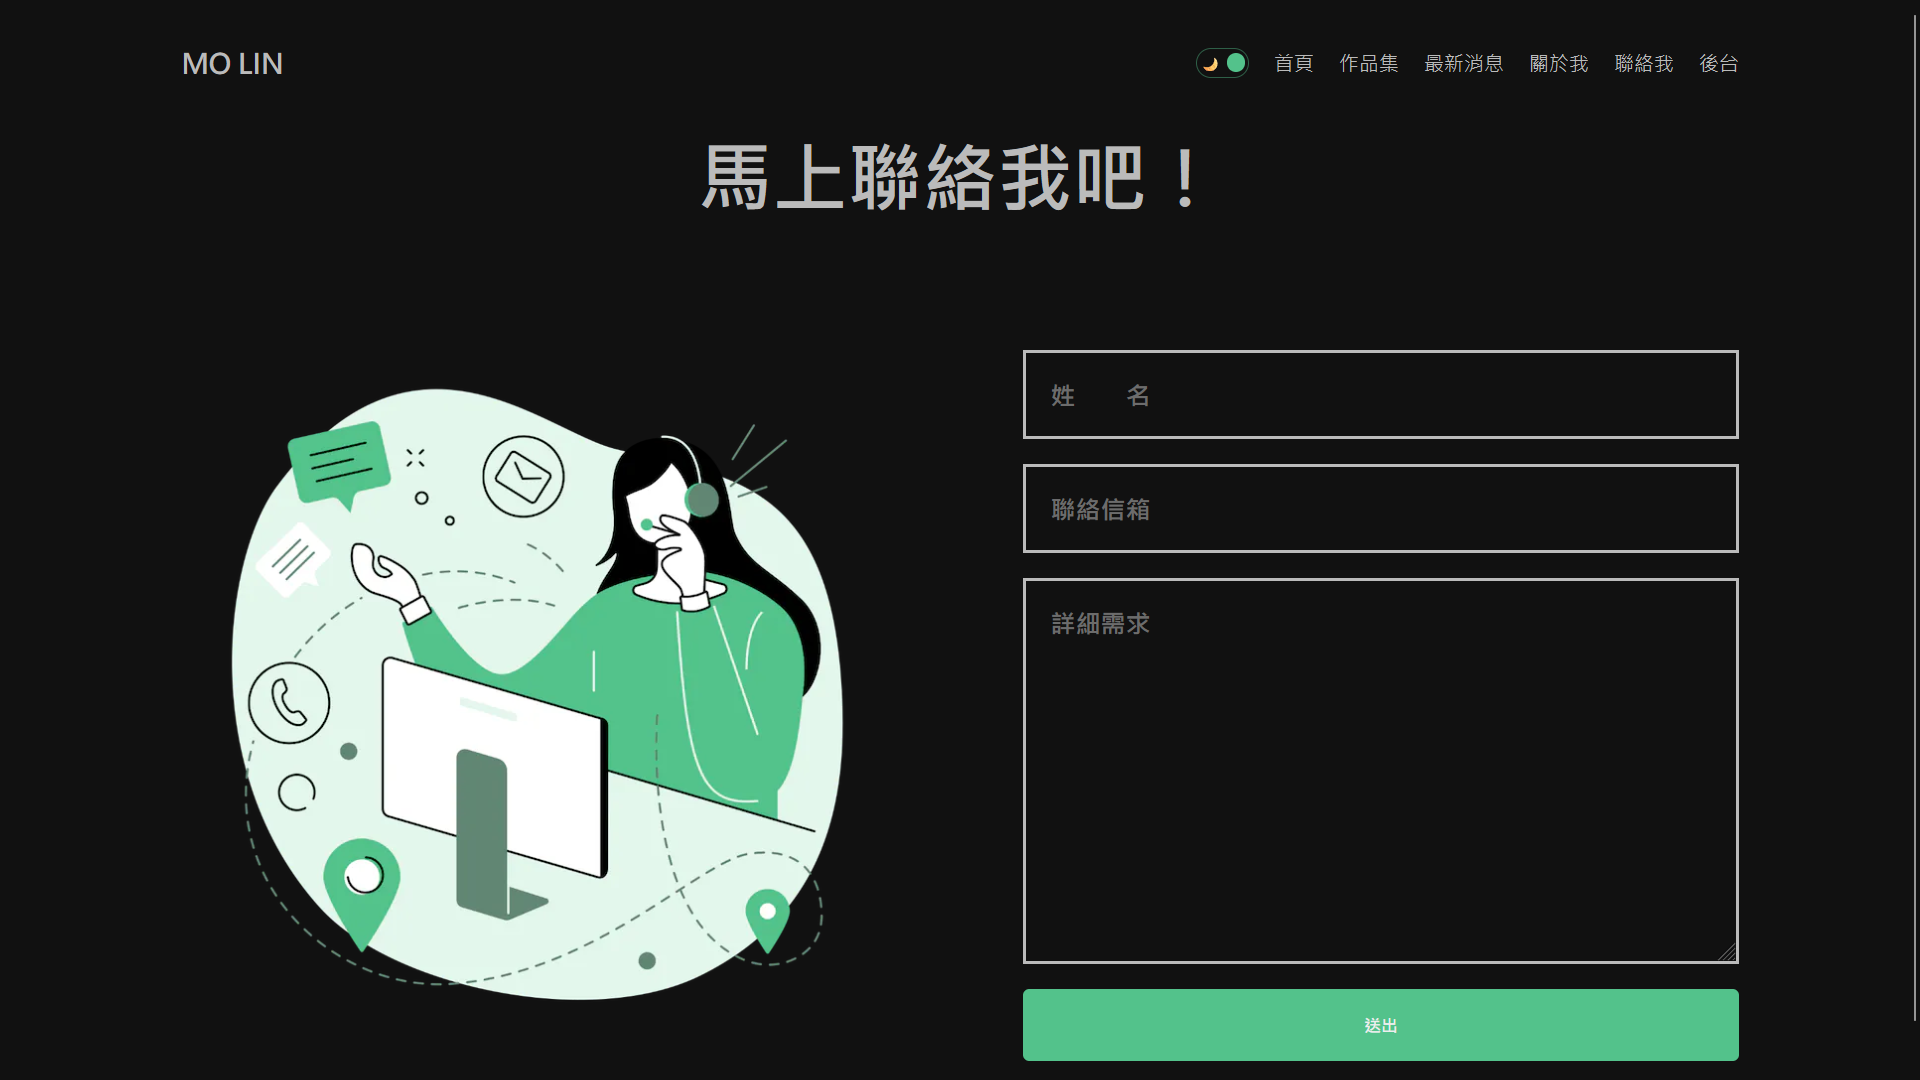 MO LIN
首頁 作品集 最新消息 關於我 聯絡我 後台
馬上聯絡我吧！
姓　　名
聯絡信箱
詳細需求
送出